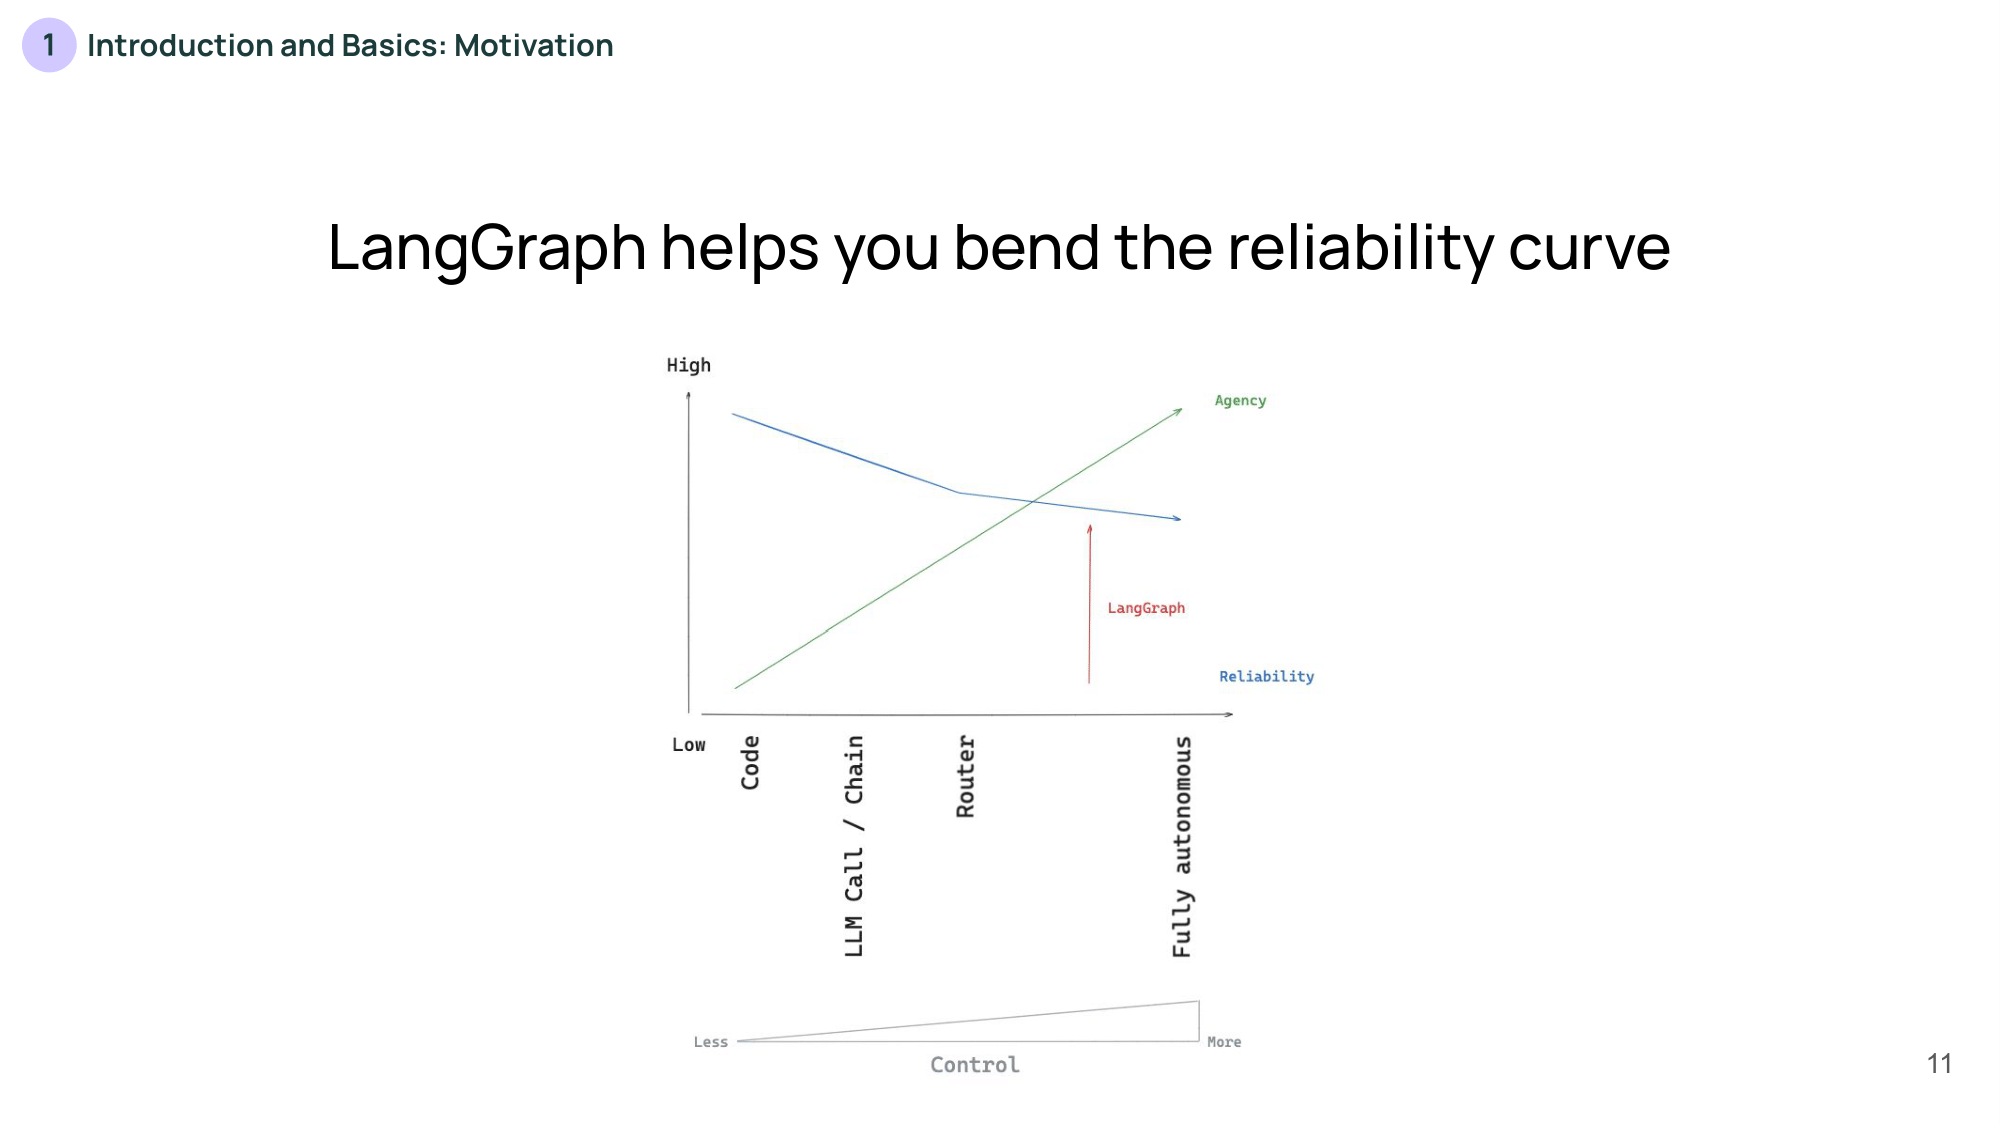 1 Introduction and Basics: Motivation
LangGraph helps you bend the reliability curve
High
Agency
LangGraph
Reliability
Low
Code
LLM Call / Chain
Router
Fully autonomous
Less
More
Control
11